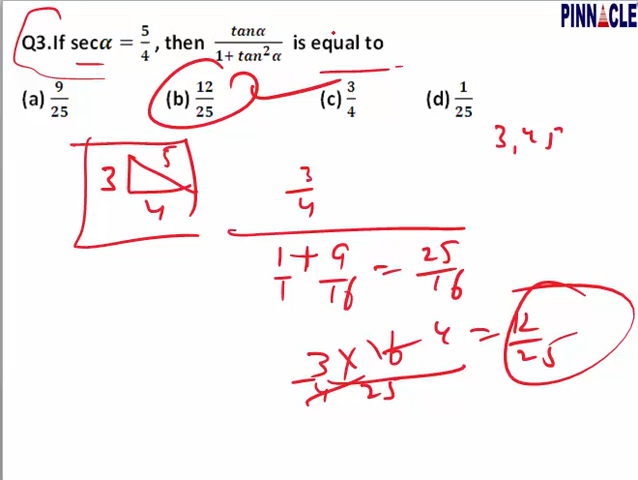 PINNACLE
Q3.If secα = 5/4 , then tanα/1+ tan²α is equal to
(a) 9/25 (b) 12/25 (c) 3/4 (d) 1/25
3, 4 5
3 5 4
3/4
1/1 + 9/16 = 25/16
3/4 × 16/25 4 = 12/25